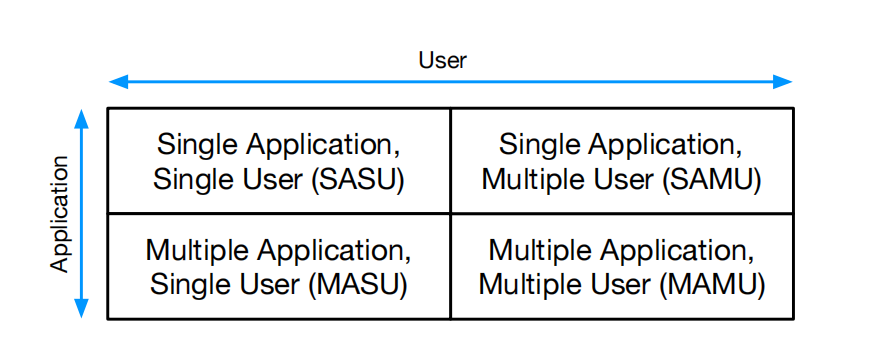 User
Application
Single Application,
Single User (SASU)
Single Application,
Multiple User (SAMU)
Multiple Application,
Single User (MASU)
Multiple Application,
Multiple User (MAMU)